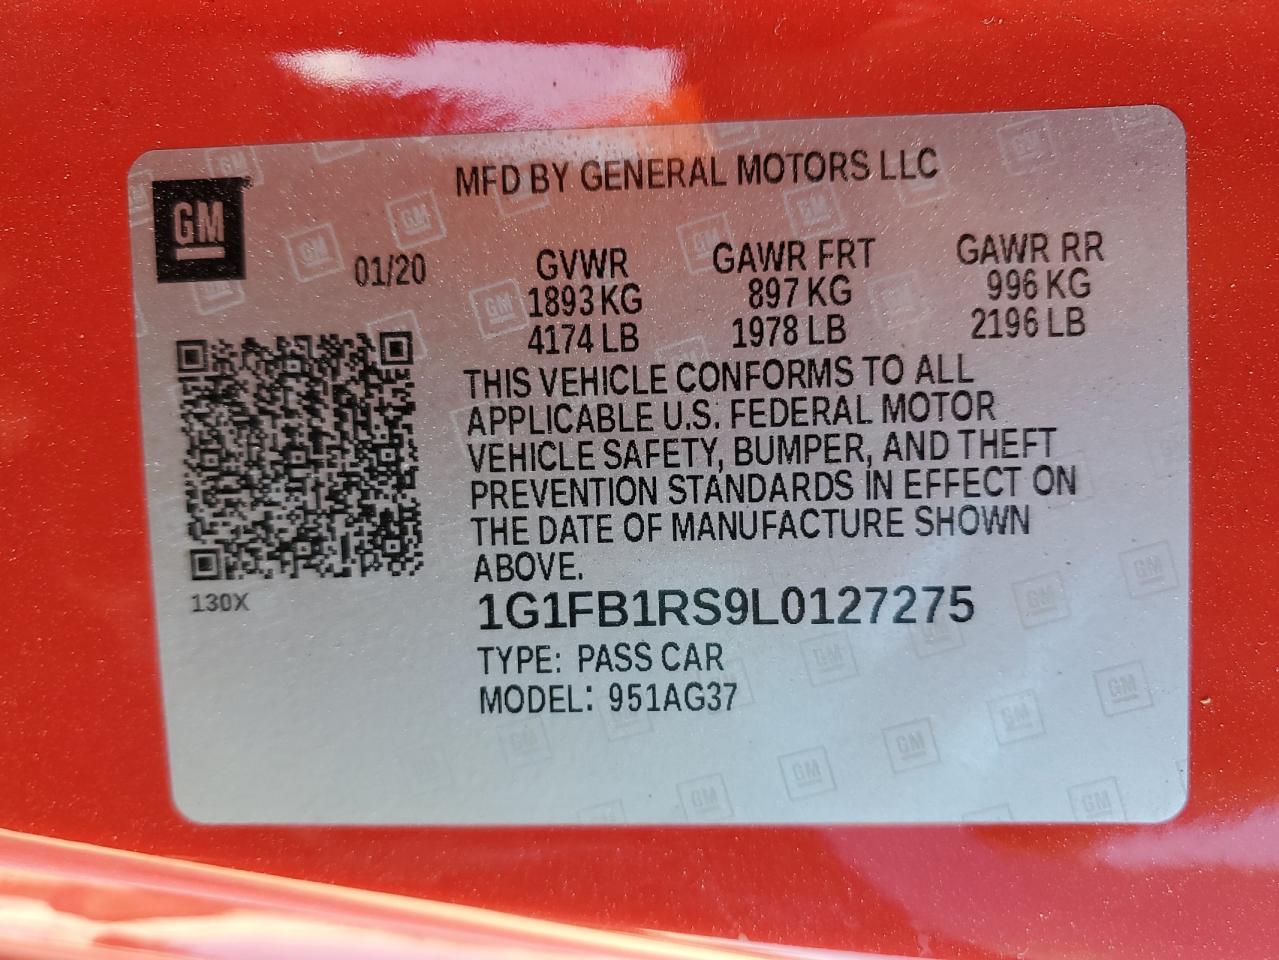 MFD BY GENERAL MOTORS LLC
GM
01/20
GVWR GAWR FRT GAWR RR
1893 KG 897 KG 996 KG
4174 LB 1978 LB 2196 LB
THIS VEHICLE CONFORMS TO ALL
APPLICABLE U.S. FEDERAL MOTOR
VEHICLE SAFETY, BUMPER, AND THEFT
PREVENTION STANDARDS IN EFFECT ON
THE DATE OF MANUFACTURE SHOWN
ABOVE.
130X
1G1FB1RS9L0127275
TYPE: PASS CAR
MODEL: 951AG37